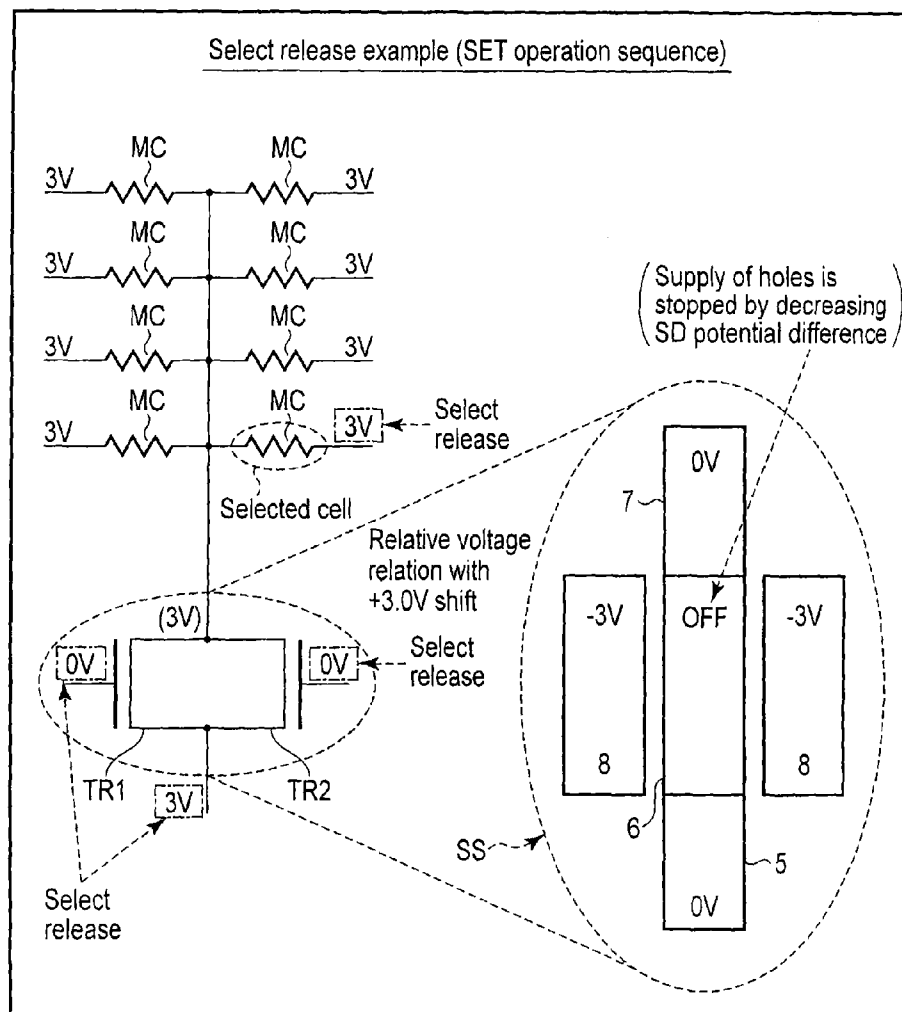 Select release example (SET operation sequence)
MC MC
3V 3V
MC MC
3V 3V
MC MC
3V 3V
MC MC
3V 3V
Select
release
Selected cell
(Supply of holes is
stopped by decreasing
SD potential difference)
Relative voltage
relation with
+3.0V shift
(3V)
0V 0V
Select
release
TR1 TR2
3V
Select
release
0V
7
-3V OFF -3V
8 8
6
SS
5
0V